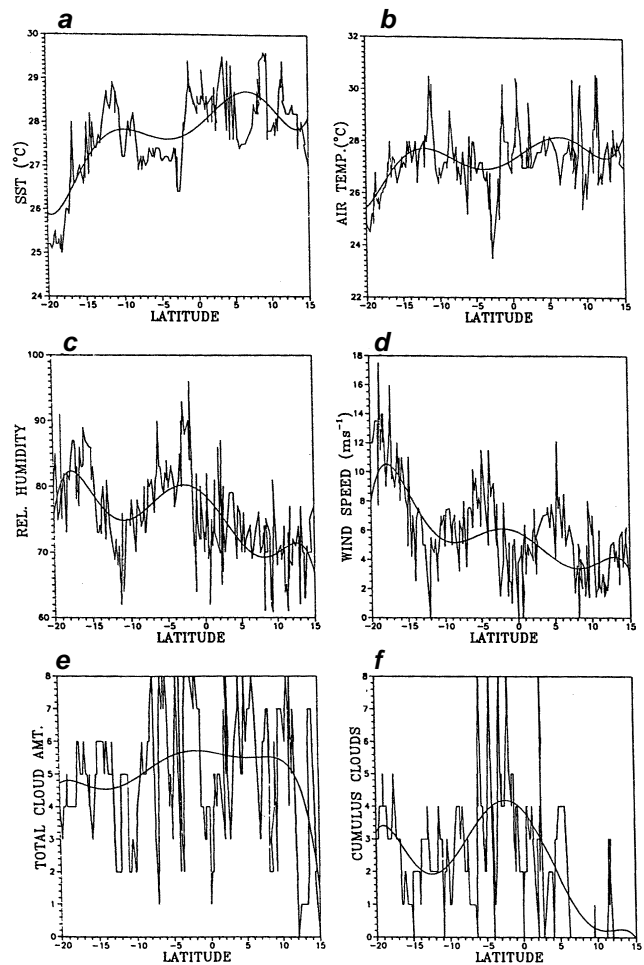 a
b
30
29
28
27
26
25
24
SST (°C)
-20 -15 -10 -5 0 5 10 15
LATITUDE
32
30
28
26
24
22
AIR TEMP.(°C)
-20 -15 -10 -5 0 5 10 15
LATITUDE
c
d
100
90
80
70
60
REL. HUMIDITY
-20 -15 -10 -5 0 5 10 15
LATITUDE
18
16
14
12
10
8
6
4
2
0
WIND SPEED (ms⁻¹)
-20 -15 -10 -5 0 5 10 15
LATITUDE
e
f
8
7
6
5
4
3
2
1
0
TOTAL CLOUD AMT.
-20 -15 -10 -5 0 5 10 15
LATITUDE
8
7
6
5
4
3
2
1
0
CUMULUS CLOUDS
-20 -15 -10 -5 0 5 10 15
LATITUDE